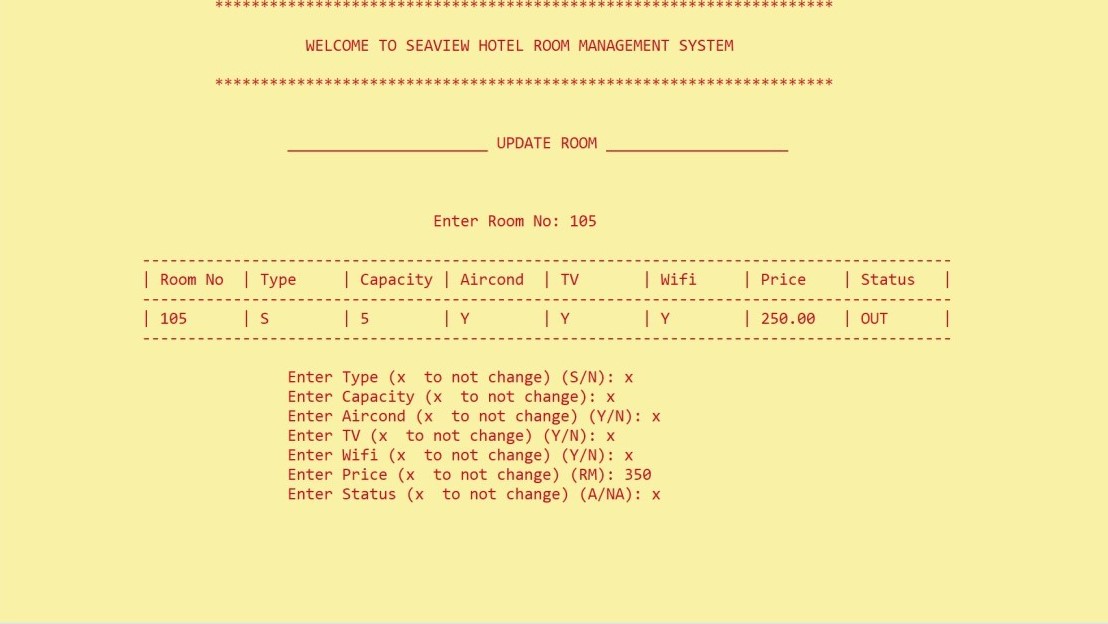 ********************************************************************
WELCOME TO SEAVIEW HOTEL ROOM MANAGEMENT SYSTEM
********************************************************************
______________________ UPDATE ROOM ____________________
Enter Room No: 105
-----------------------------------------------------------------------------------------
| Room No | Type | Capacity | Aircond | TV | Wifi | Price | Status |
-----------------------------------------------------------------------------------------
| 105 | S | 5 | Y | Y | Y | 250.00 | OUT |
-----------------------------------------------------------------------------------------
Enter Type (x  to not change) (S/N): x
Enter Capacity (x  to not change): x
Enter Aircond (x  to not change) (Y/N): x
Enter TV (x  to not change) (Y/N): x
Enter Wifi (x  to not change) (Y/N): x
Enter Price (x  to not change) (RM): 350
Enter Status (x  to not change) (A/NA): x